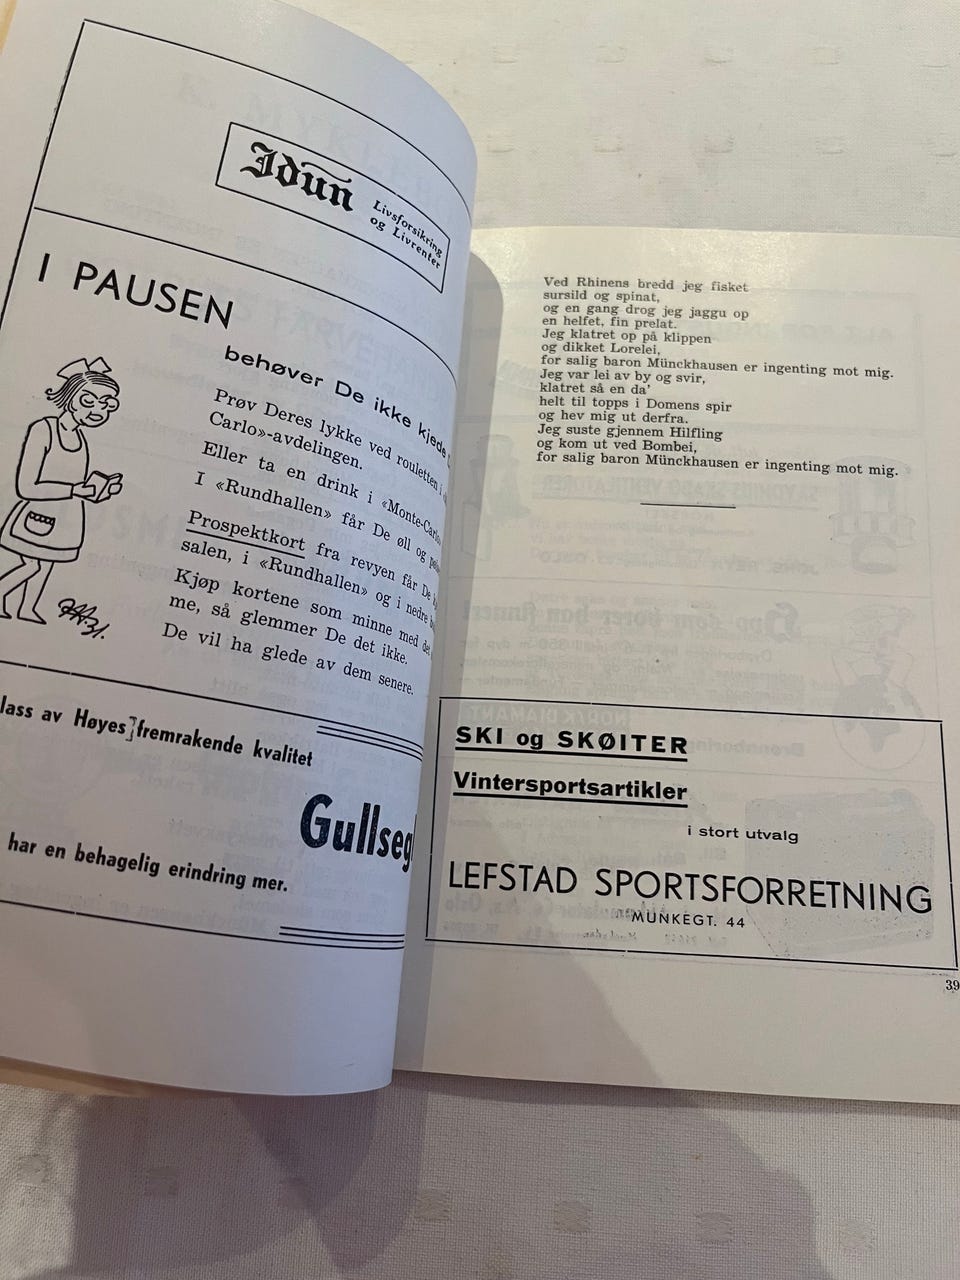 Idun
Livsforsikring
og Livrenter
I PAUSEN
behøver De ikke kjede
Prøv Deres lykke ved rouletten i
Carlo»-avdelingen.
Eller ta en drink i «Monte-Carlo
I «Rundhallen» får De øll og
Prospektkort fra revyen får De
salen, i «Rundhallen» og i nedre
Kjøp kortene som minne med det
me, så glemmer De det ikke.
De vil ha glede av dem senere.
lass av Høyes fremrakende kvalitet
Gullseg
har en behagelig erindring mer.
Ved Rhinens bredd jeg fisket
sursild og spinat,
og en gang drog jeg jaggu op
en helfet, fin prelat.
Jeg klatret op på klippen
og dikket Lorelei,
for salig baron Münckhausen er ingenting mot mig.
Jeg var lei av by og svir,
klatret så en da'
helt til topps i Domens spir
og hev mig ut derfra.
Jeg suste gjennem Hilfling
og kom ut ved Bombei,
for salig baron Münckhausen er ingenting mot mig.
SKI og SKØITER
Vintersportsartikler
i stort utvalg
LEFSTAD SPORTSFORRETNING
MUNKEGT. 44
39